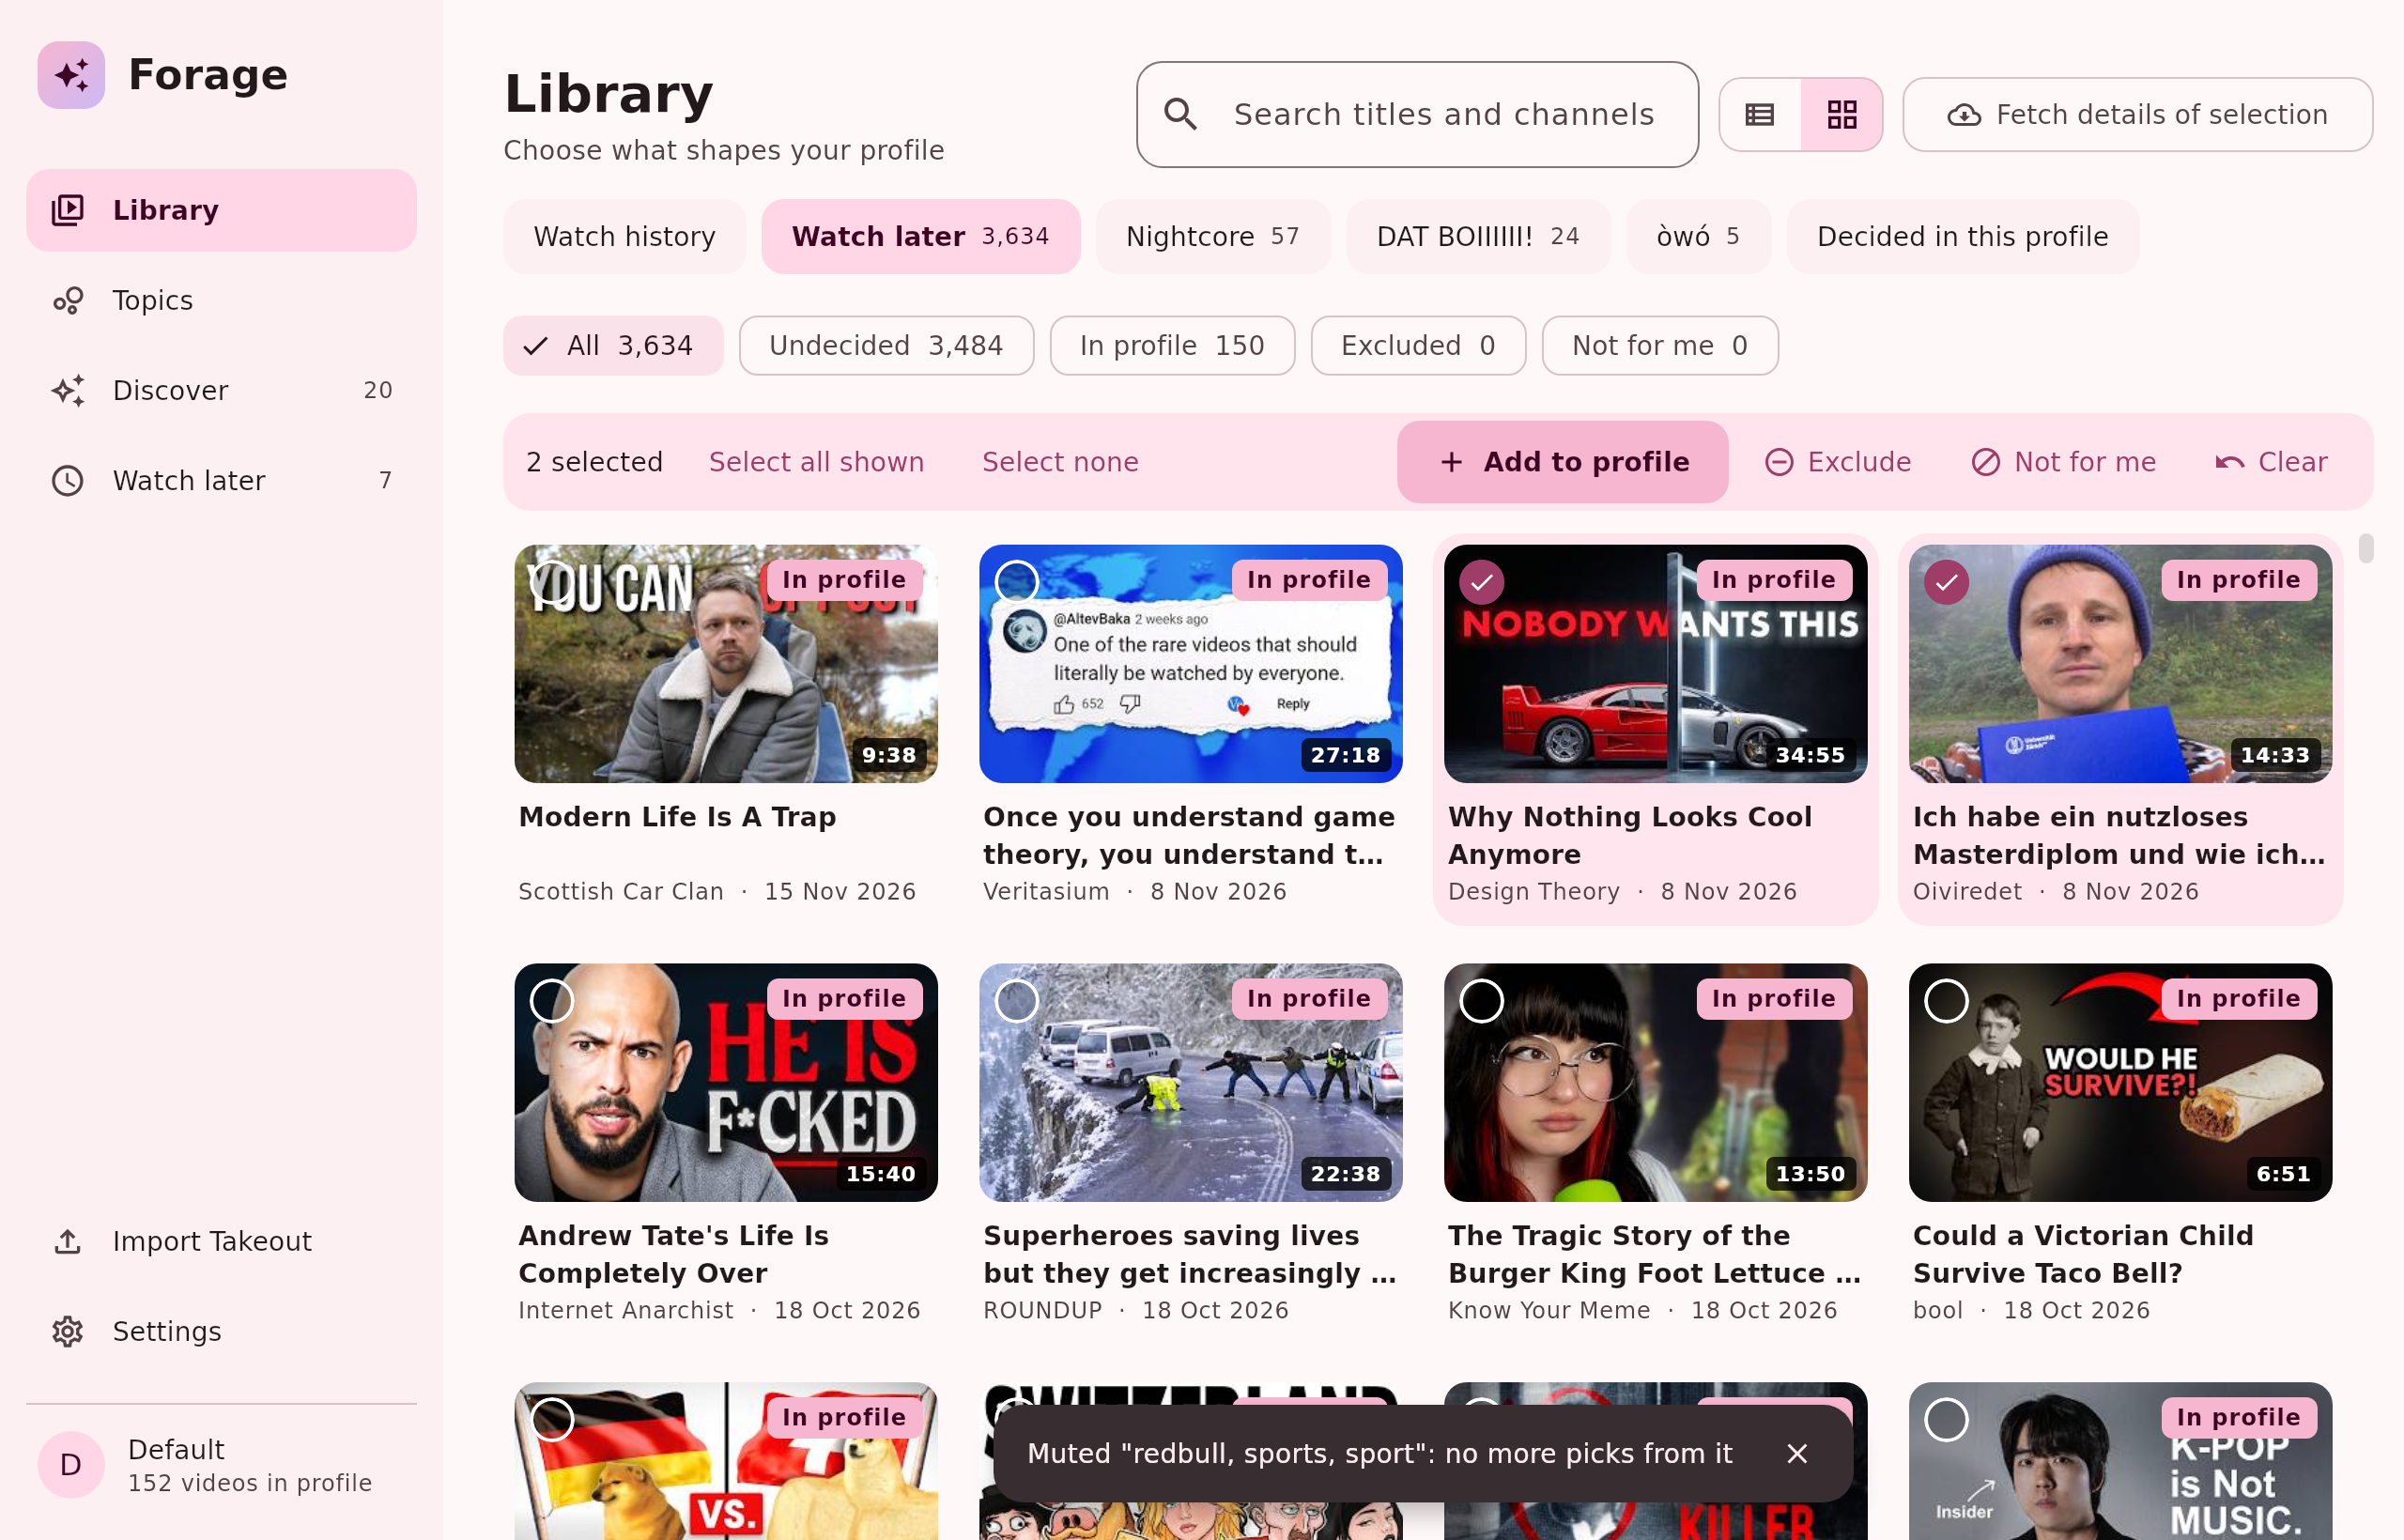 Forage
Library
Topics
Discover 20
Watch later 7
Import Takeout
Settings
D
Default
152 videos in profile
Library
Choose what shapes your profile
Search titles and channels
Fetch details of selection
Watch history
Watch later 3,634
Nightcore 57
DAT BOIIIIII! 24
òwó 5
Decided in this profile
All 3,634
Undecided 3,484
In profile 150
Excluded 0
Not for me 0
2 selected
Select all shown
Select none
Add to profile
Exclude
Not for me
Clear
YOU CAN
In profile
9:38
Modern Life Is A Trap
Scottish Car Clan · 15 Nov 2026
In profile
@AltevBaka 2 weeks ago
One of the rare videos that should
literally be watched by everyone.
652
Reply
27:18
Once you understand game
theory, you understand t…
Veritasium · 8 Nov 2026
In profile
NOBODY WANTS THIS
34:55
Why Nothing Looks Cool
Anymore
Design Theory · 8 Nov 2026
In profile
14:33
Ich habe ein nutzloses
Masterdiplom und wie ich…
Oiviredet · 8 Nov 2026
In profile
HE IS
F*CKED
15:40
Andrew Tate's Life Is
Completely Over
Internet Anarchist · 18 Oct 2026
In profile
22:38
Superheroes saving lives
but they get increasingly …
ROUNDUP · 18 Oct 2026
In profile
13:50
The Tragic Story of the
Burger King Foot Lettuce …
Know Your Meme · 18 Oct 2026
In profile
WOULD HE
SURVIVE?!
6:51
Could a Victorian Child
Survive Taco Bell?
bool · 18 Oct 2026
In profile
VS.
SWITZERLAND
KILLER
In profile
K-POP
is Not
MUSIC.
Insider
Muted "redbull, sports, sport": no more picks from it